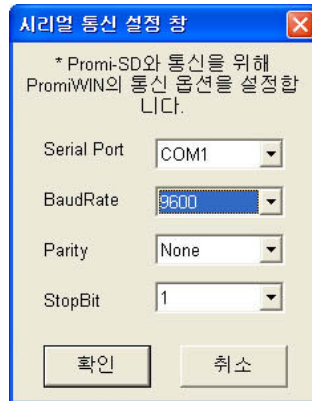 시리얼 통신 설정 창
* Promi-SD와 통신을 위해
PromiWIN의 통신 옵션을 설정합
니다.
Serial Port COM1
BaudRate 9600
Parity None
StopBit 1
확인 취소